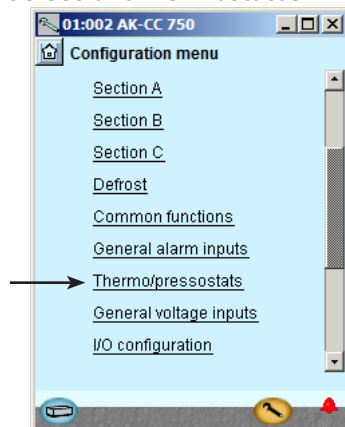 01:002 AK-CC 750
Configuration menu
Section A
Section B
Section C
Defrost
Common functions
General alarm inputs
Thermo/pressostats
General voltage inputs
I/O configuration